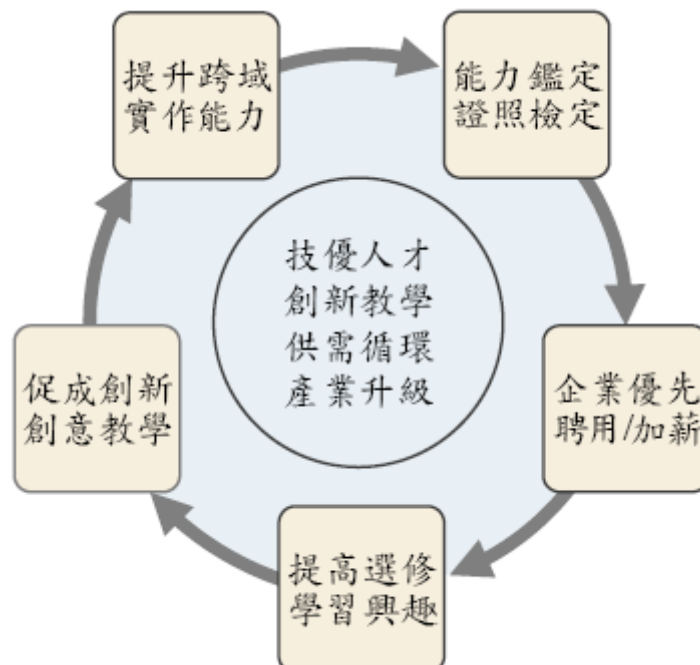 提升跨域
實作能力
能力鑑定
證照檢定
技優人才
創新教學
供需循環
產業升級
企業優先
聘用/加薪
提高選修
學習興趣
促成創新
創意教學